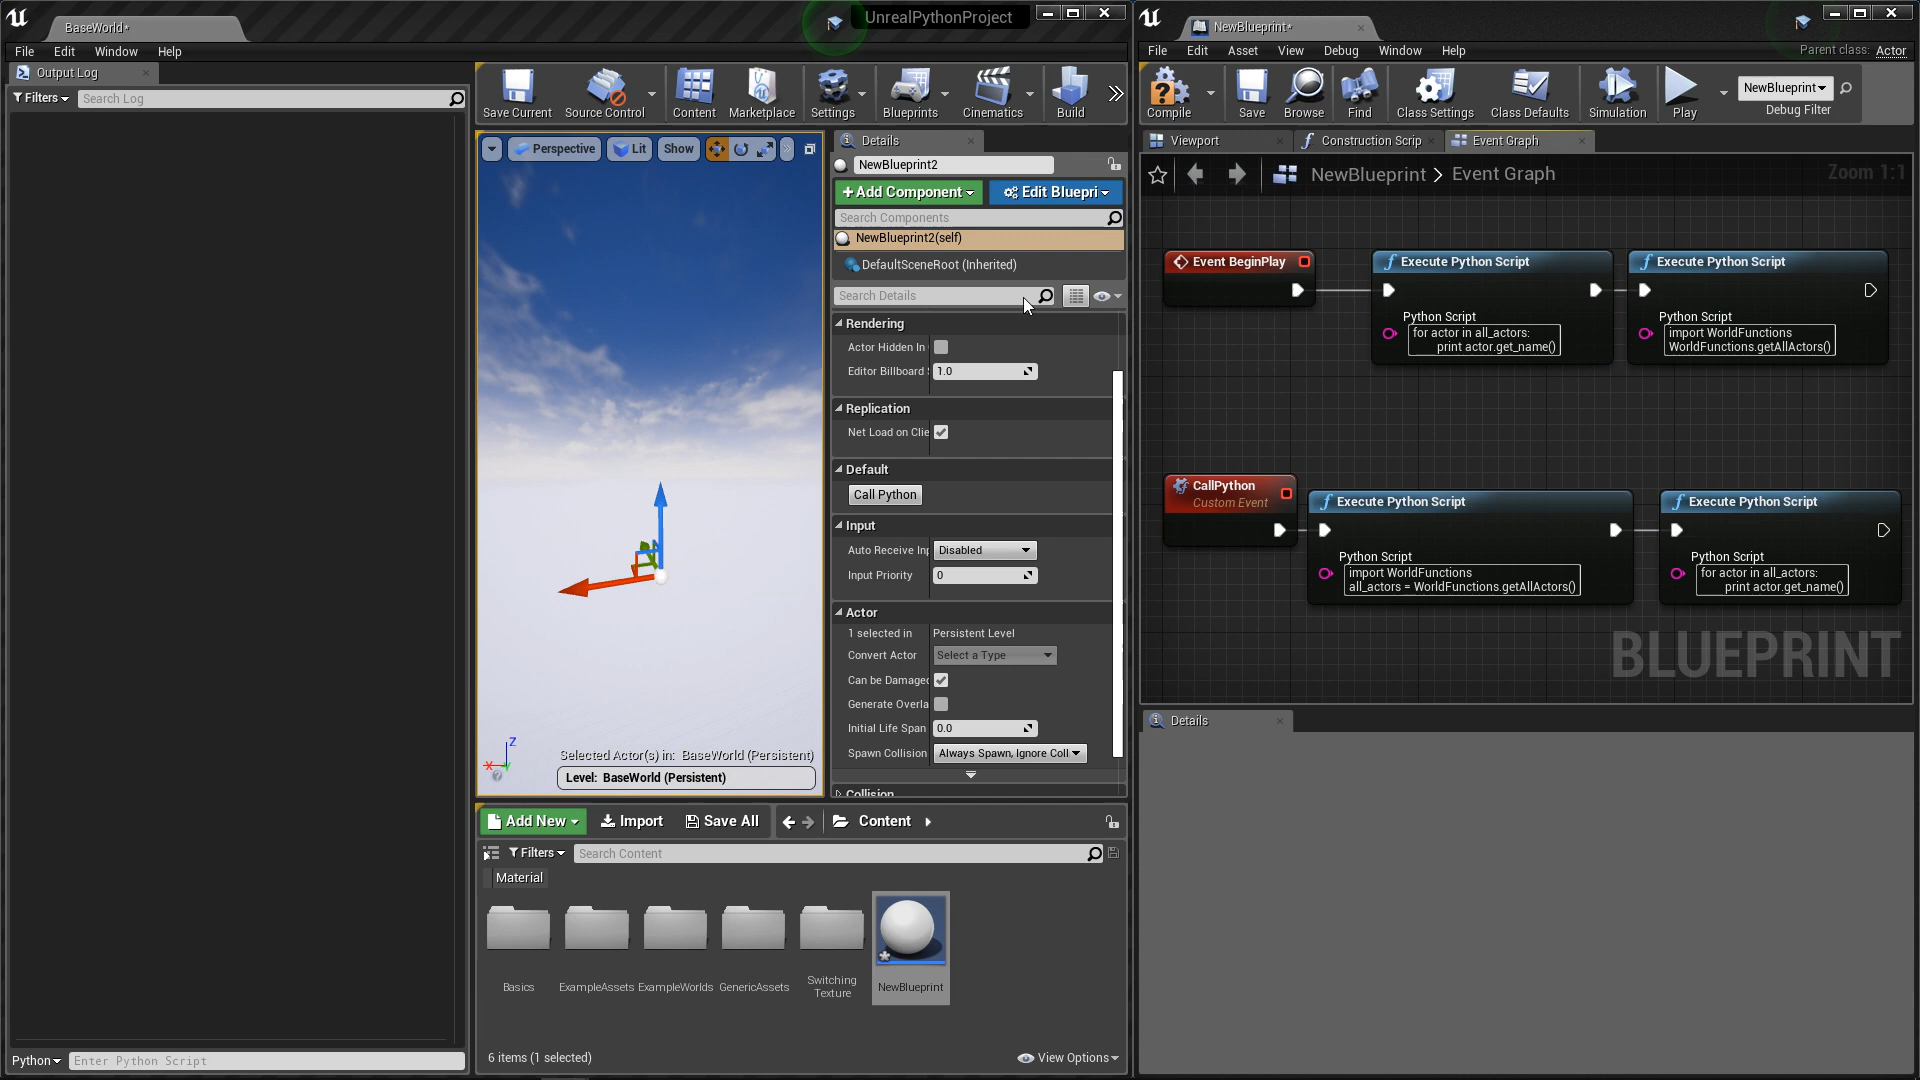 BaseWorld*
UnrealPythonProject
File Edit Window Help
Output Log
Filters
Search Log
Python
Enter Python Script
Save Current
Source Control
Content
Marketplace
Settings
Blueprints
Cinematics
Build
Perspective
Lit
Show
Z
X
Selected Actor(s) in: BaseWorld (Persistent)
Level: BaseWorld (Persistent)
Details
NewBlueprint2
+Add Component
Edit Bluepri
Search Components
NewBlueprint2(self)
DefaultSceneRoot (Inherited)
Search Details
Rendering
Actor Hidden In
Editor Billboard 1.0
Replication
Net Load on Clie
Default
Call Python
Input
Auto Receive Inp Disabled
Input Priority 0
Actor
1 selected in Persistent Level
Convert Actor Select a Type
Can be Damaged
Generate Overla
Initial Life Span 0.0
Spawn Collision Always Spawn, Ignore Coll
Collision
Add New
Import
Save All
Content
Filters
Search Content
Material
Basics
ExampleAssets
ExampleWorlds
GenericAssets
Switching
Texture
NewBlueprint
6 items (1 selected)
View Options
NewBlueprint*
File Edit Asset View Debug Window Help
Parent class: Actor
Compile
Save
Browse
Find
Class Settings
Class Defaults
Simulation
Play
NewBlueprint
Debug Filter
Viewport
Construction Scrip
Event Graph
NewBlueprint > Event Graph
Zoom 1:1
Event BeginPlay
Execute Python Script
Python Script
for actor in all_actors:
print actor.get_name()
Execute Python Script
Python Script
import WorldFunctions
WorldFunctions.getAllActors()
CallPython
Custom Event
Execute Python Script
Python Script
import WorldFunctions
all_actors = WorldFunctions.getAllActors()
Execute Python Script
Python Script
for actor in all_actors:
print actor.get_name()
BLUEPRINT
Details